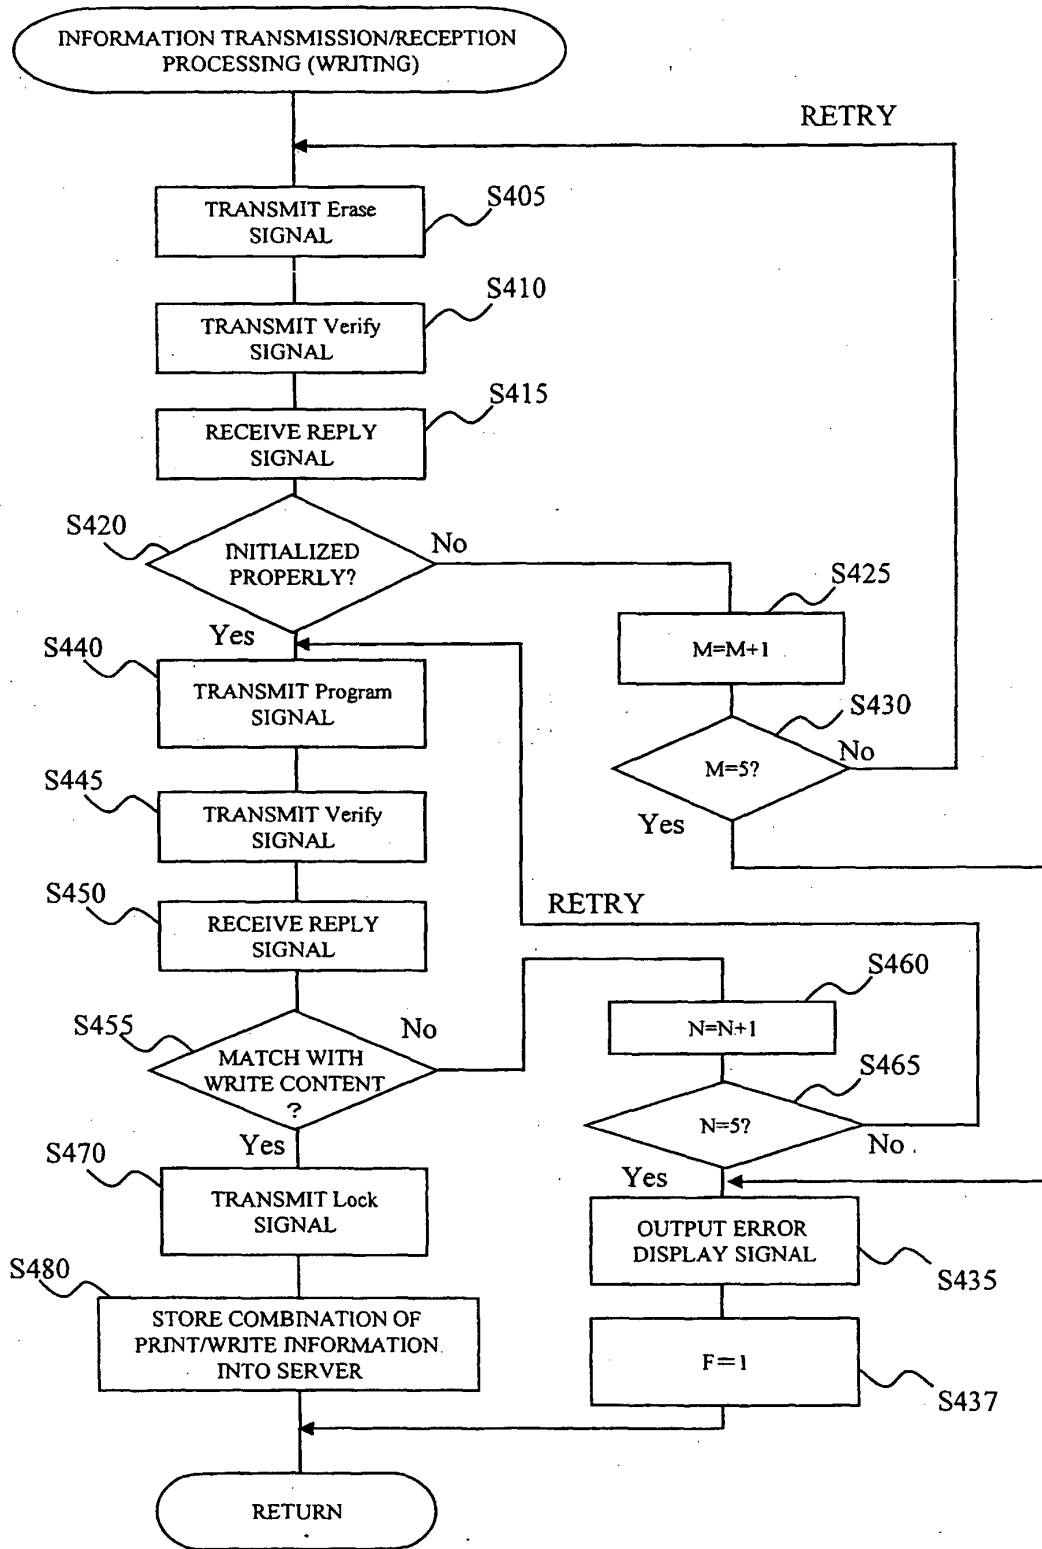 INFORMATION TRANSMISSION/RECEPTION
PROCESSING (WRITING)
RETRY
S405
TRANSMIT Erase
SIGNAL
S410
TRANSMIT Verify
SIGNAL
S415
RECEIVE REPLY
SIGNAL
S420
INITIALIZED
PROPERLY?
No
Yes
S425
M=M+1
S430
M=5?
No
Yes
S440
TRANSMIT Program
SIGNAL
S445
TRANSMIT Verify
SIGNAL
S450
RECEIVE REPLY
SIGNAL
RETRY
S455
MATCH WITH
WRITE CONTENT
?
No
Yes
S460
N=N+1
S465
N=5?
No
Yes
S470
TRANSMIT Lock
SIGNAL
OUTPUT ERROR
DISPLAY SIGNAL
S435
S480
STORE COMBINATION OF
PRINT/WRITE INFORMATION
INTO SERVER
F=1
S437
RETURN